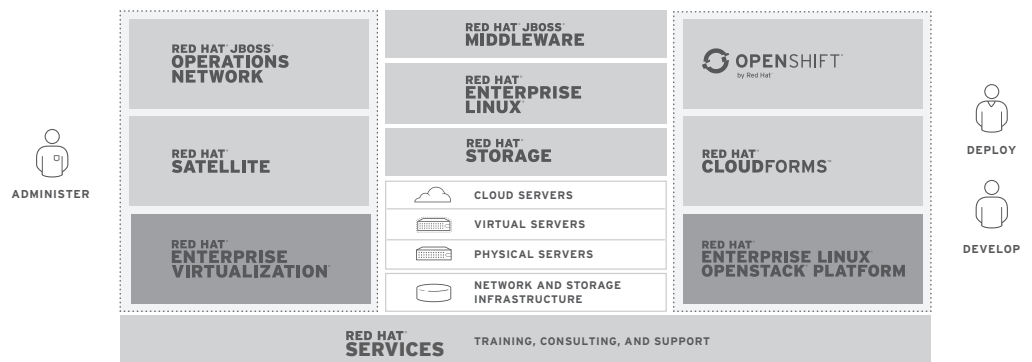 ADMINISTER
RED HAT® JBOSS®
OPERATIONS
NETWORK
RED HAT®
SATELLITE
RED HAT®
ENTERPRISE
VIRTUALIZATION
RED HAT® JBOSS®
MIDDLEWARE
RED HAT®
ENTERPRISE
LINUX®
RED HAT®
STORAGE
CLOUD SERVERS
VIRTUAL SERVERS
PHYSICAL SERVERS
NETWORK AND STORAGE
INFRASTRUCTURE
OPENSHIFT™
by Red Hat®
RED HAT®
CLOUDFORMS™
RED HAT®
ENTERPRISE LINUX®
OPENSTACK® PLATFORM
DEPLOY
DEVELOP
RED HAT®
SERVICES
TRAINING, CONSULTING, AND SUPPORT